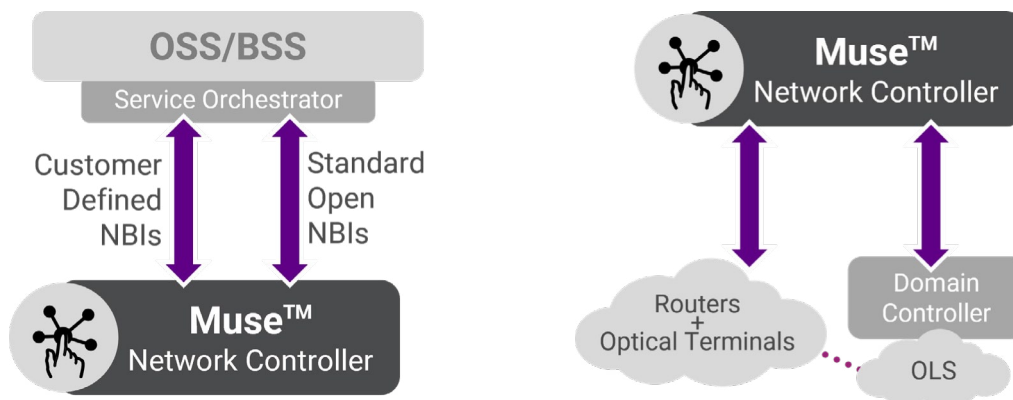 OSS/BSS
Service Orchestrator
Customer
Defined
NBIs
Standard
Open
NBIs
Muse™
Network Controller
Muse™
Network Controller
Routers
+
Optical Terminals
Domain
Controller
OLS